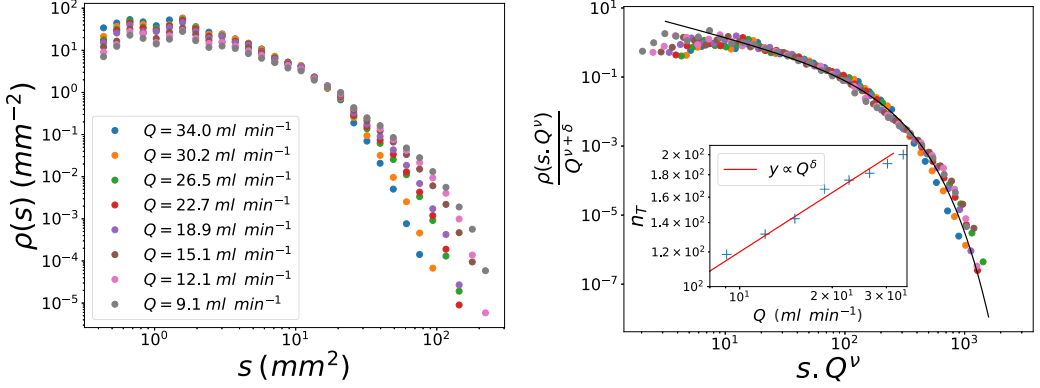 ρ(s) (mm⁻²)
10²
10¹
10⁰
10⁻¹
10⁻²
10⁻³
10⁻⁴
10⁻⁵
Q = 34.0 ml min⁻¹
Q = 30.2 ml min⁻¹
Q = 26.5 ml min⁻¹
Q = 22.7 ml min⁻¹
Q = 18.9 ml min⁻¹
Q = 15.1 ml min⁻¹
Q = 12.1 ml min⁻¹
Q = 9.1 ml min⁻¹
10⁰ 10¹ 10²
s (mm²)
ρ(s.Q^ν)
Q^{ν+δ}
10¹
10⁻¹
10⁻³
10⁻⁵
10⁻⁷
n_T
2 × 10²
1.8 × 10²
1.6 × 10²
1.4 × 10²
1.2 × 10²
10²
y ∝ Q^δ
10¹ 2 × 10¹ 3 × 10¹
Q (ml min⁻¹)
10¹ 10² 10³
s.Q^ν